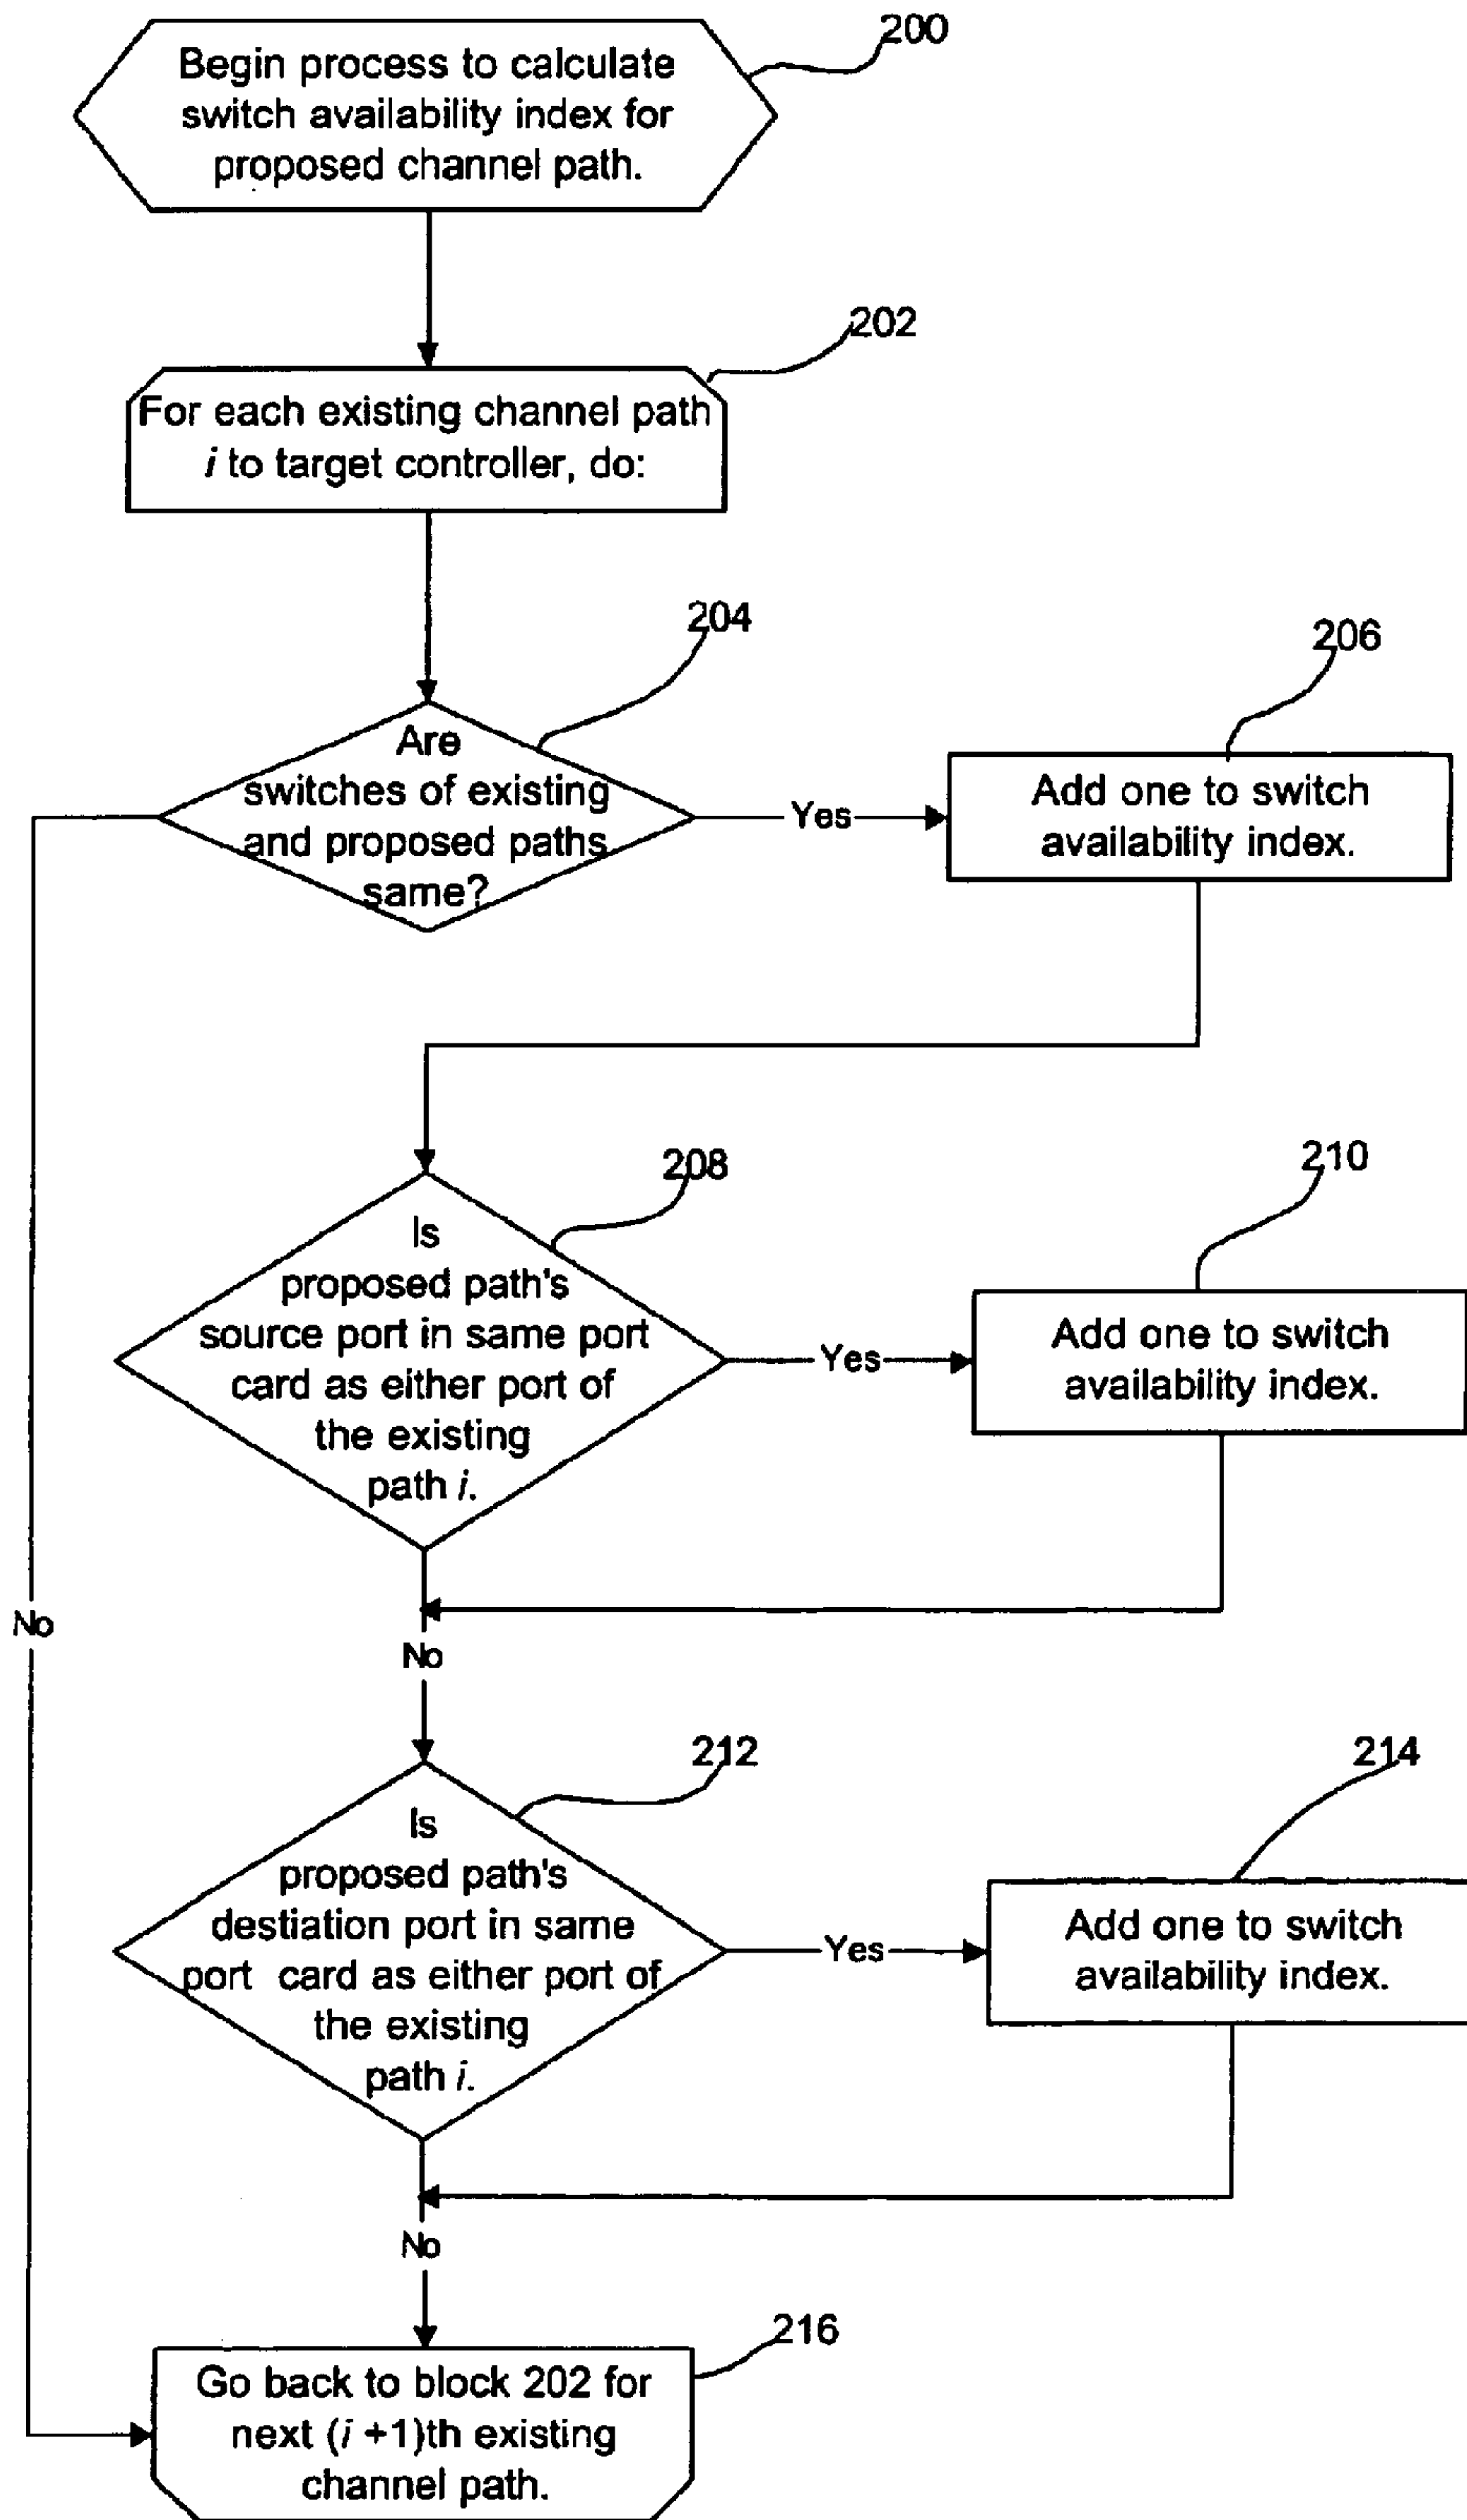 200
Begin process to calculate
switch availability index for
proposed channel path.
202
For each existing channel path
i to target controller, do:
204
Are
switches of existing
and proposed paths
same?
Yes
206
Add one to switch
availability index.
208
Is
proposed path's
source port in same port
card as either port of
the existing
path i.
Yes
210
Add one to switch
availability index.
No
No
212
Is
proposed path's
destiation port in same
port card as either port of
the existing
path i.
Yes
214
Add one to switch
availability index.
No
216
Go back to block 202 for
next (i +1)th existing
channel path.